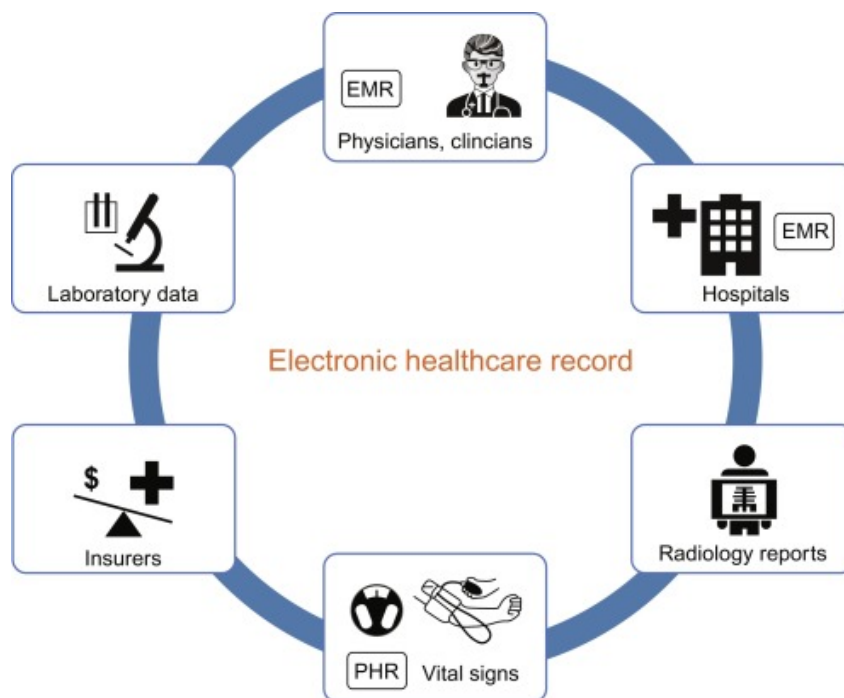 EMR
Physicians, clincians
Laboratory data
EMR
Hospitals
Electronic healthcare record
$
Insurers
Radiology reports
PHR Vital signs